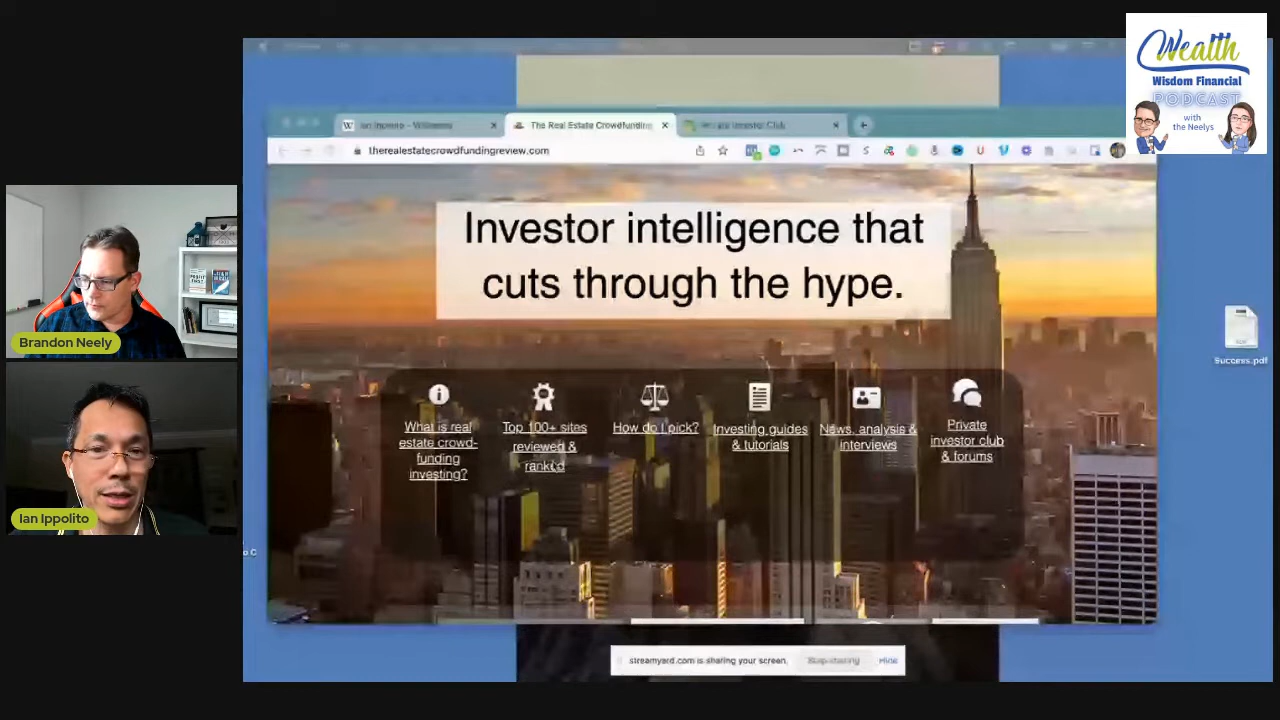 Wealth
Wisdom Financial
PODCAST
with
the Neelys
The Real Estate Crowdfunding
Private Investor Club
therealestatecrowdfundingreview.com
Investor intelligence that
cuts through the hype.
What is real
estate crowd-
funding
investing?
Top 100+ sites
reviewed &
ranked
How do I pick?
Investing guides
& tutorials
News, analysis &
interviews
Private
investor club
& forums
Brandon Neely
Ian Ippolito
Success.pdf
streamyard.com is sharing your screen.
Stop sharing
Hide